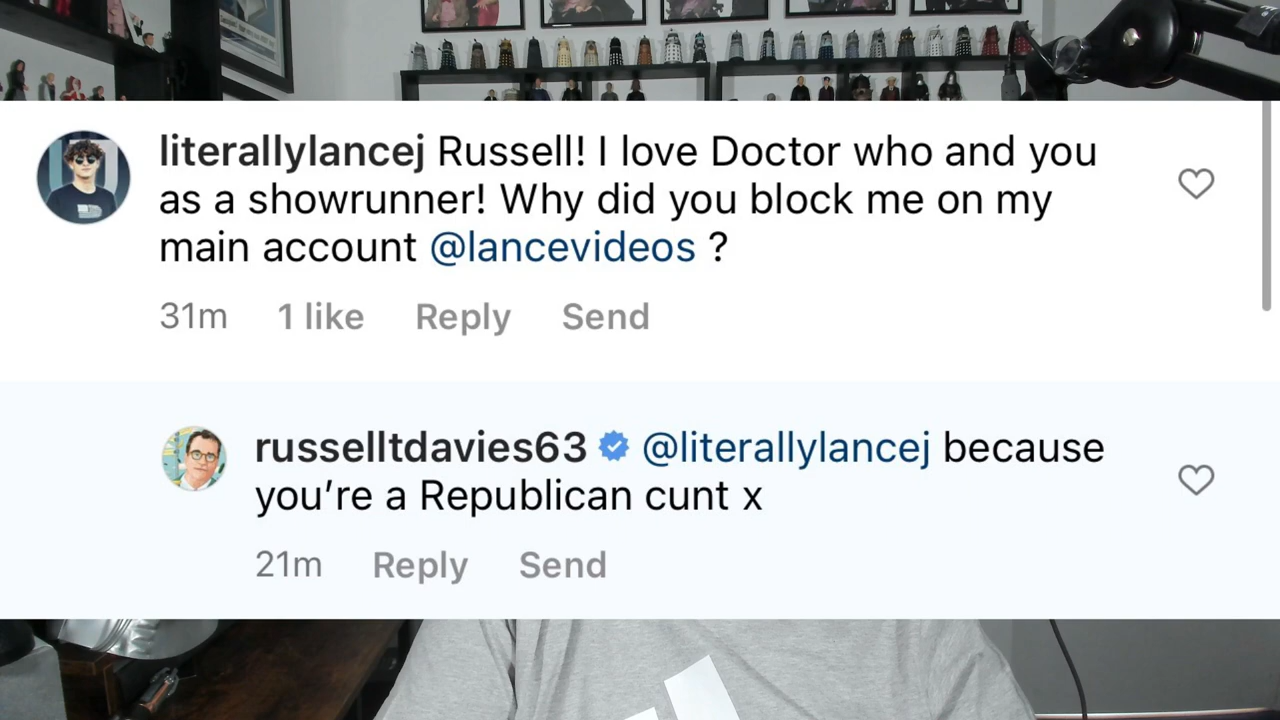 literallylancej Russell! I love Doctor who and you
as a showrunner! Why did you block me on my
main account @lancevideos ?
31m 1 like Reply Send
russelltdavies63 @literallylancej because
you’re a Republican cunt x
21m Reply Send